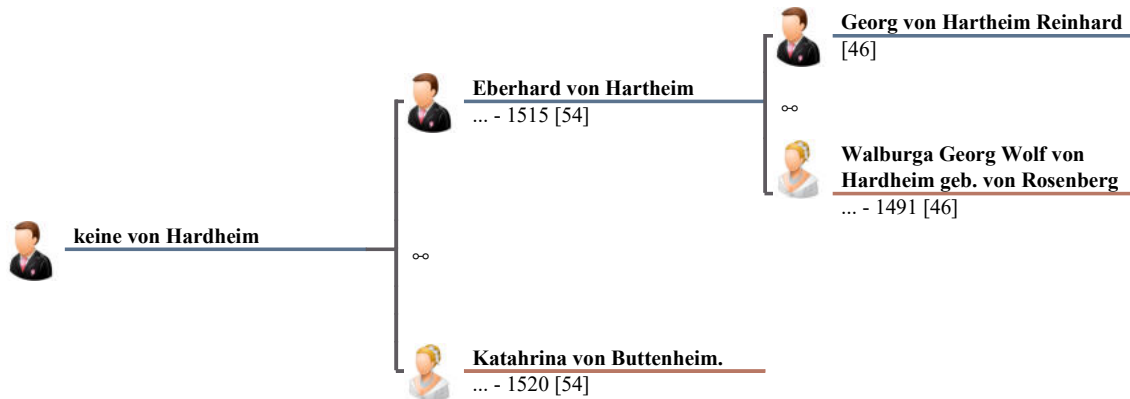 Georg von Hartheim Reinhard
[46]
Eberhard von Hartheim
... - 1515 [54]
Walburga Georg Wolf von
Hardheim geb. von Rosenberg
... - 1491 [46]
keine von Hardheim
Katahrina von Buttenheim.
... - 1520 [54]